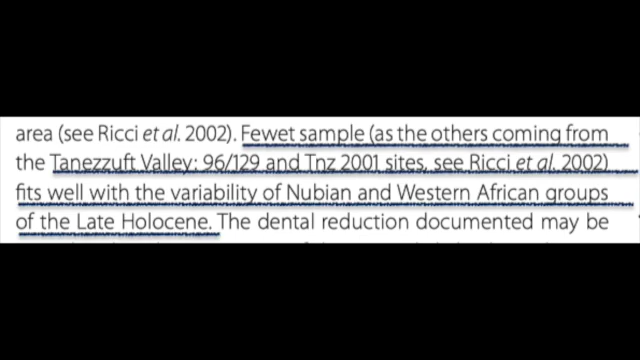 area (see Ricci et al. 2002). Fewet sample (as the others coming from
the Tanezzuft Valley: 96/129 and Tnz 2001 sites, see Ricci et al. 2002)
fits well with the variability of Nubian and Western African groups
of the Late Holocene. The dental reduction documented may be